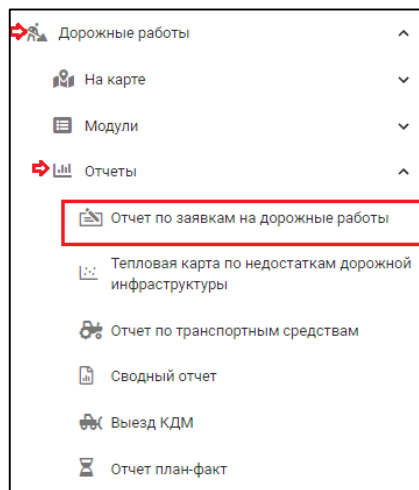 Дорожные работы
На карте
Модули
Отчеты
Отчет по заявкам на дорожные работы
Тепловая карта по недостаткам дорожной
инфраструктуры
Отчет по транспортным средствам
Сводный отчет
Выезд КДМ
Отчет план-факт